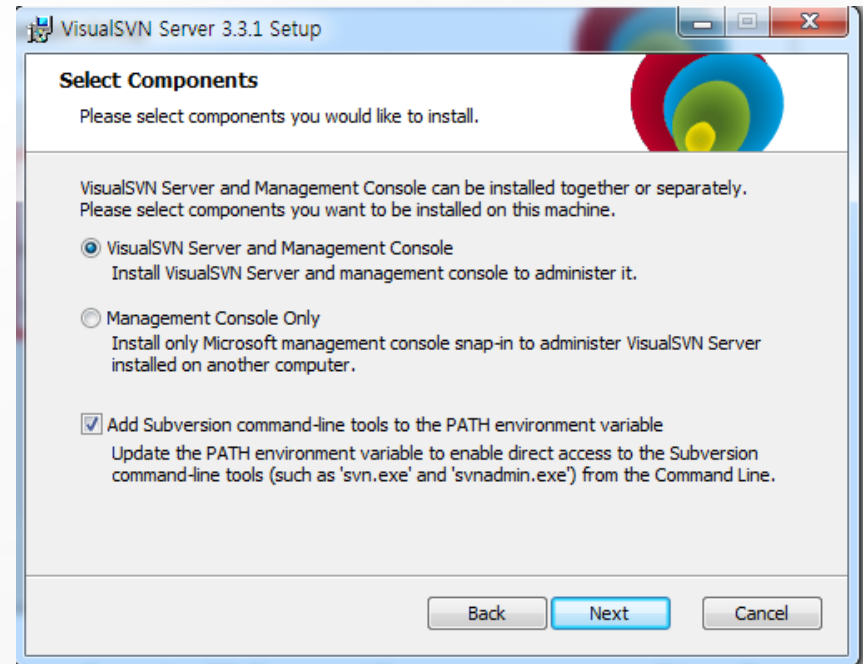 VisualSVN Server 3.3.1 Setup
Select Components
Please select components you would like to install.
VisualSVN Server and Management Console can be installed together or separately.
Please select components you want to be installed on this machine.
VisualSVN Server and Management Console
Install VisualSVN Server and management console to administer it.
Management Console Only
Install only Microsoft management console snap-in to administer VisualSVN Server
installed on another computer.
Add Subversion command-line tools to the PATH environment variable
Update the PATH environment variable to enable direct access to the Subversion
command-line tools (such as 'svn.exe' and 'svnadmin.exe') from the Command Line.
Back Next Cancel